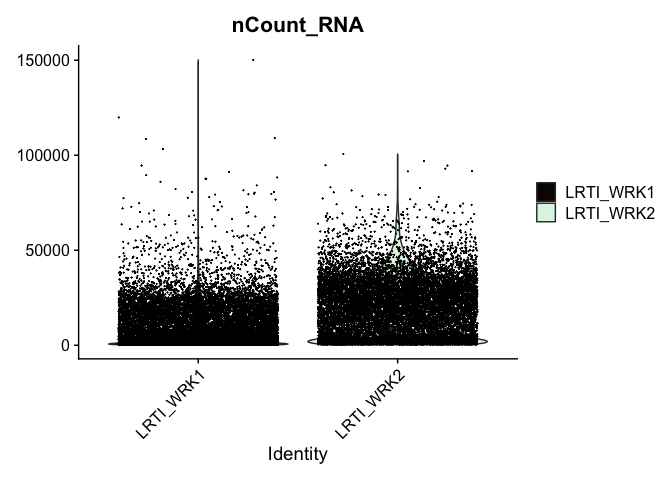 nCount_RNA
150000
100000
50000
0
LRTI_WRK1
LRTI_WRK2
LRTI_WRK1
LRTI_WRK2
Identity